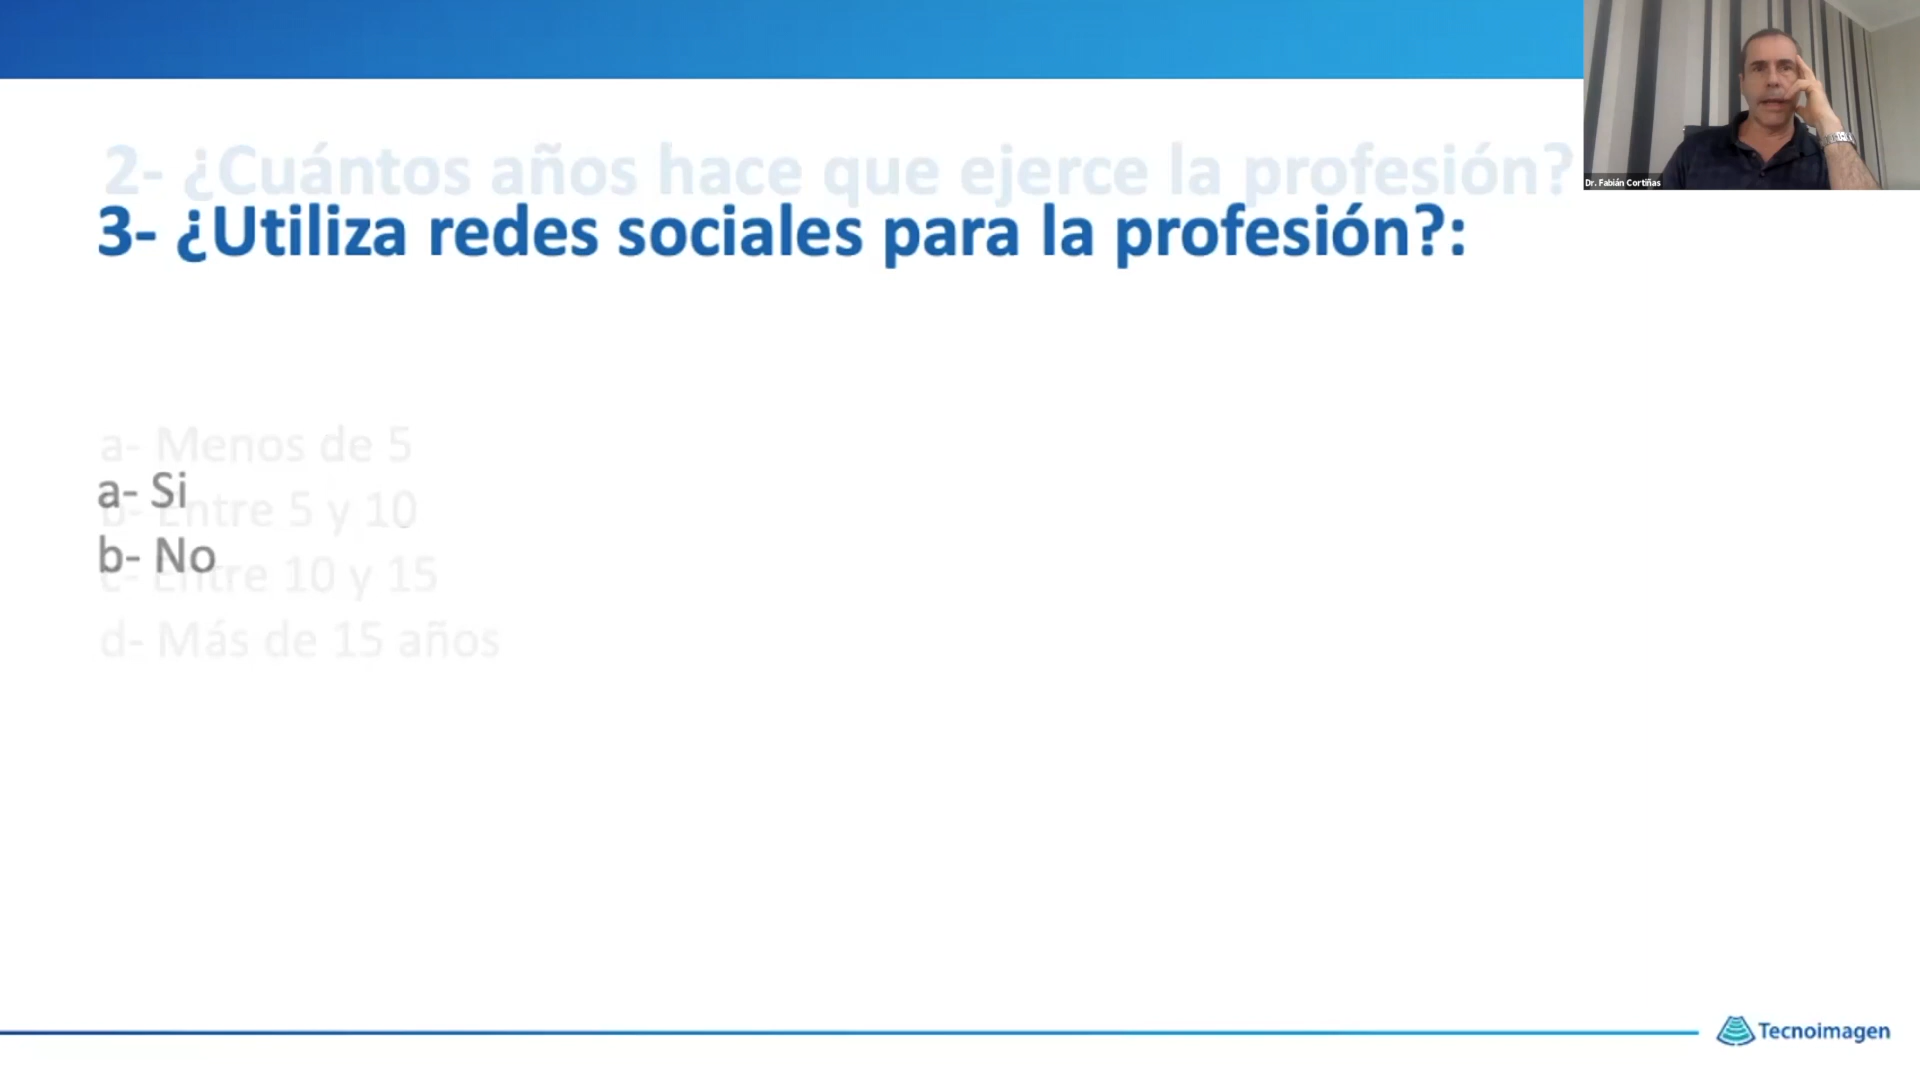 2- ¿Cuántos años hace que ejerce la profesión?
3- ¿Utiliza redes sociales para la profesión?:
a- Menos de 5
a- Si
b- Entre 5 y 10
b- No
c- Entre 10 y 15
d- Más de 15 años
Dr. Fabián Cortiñas
Tecnoimagen